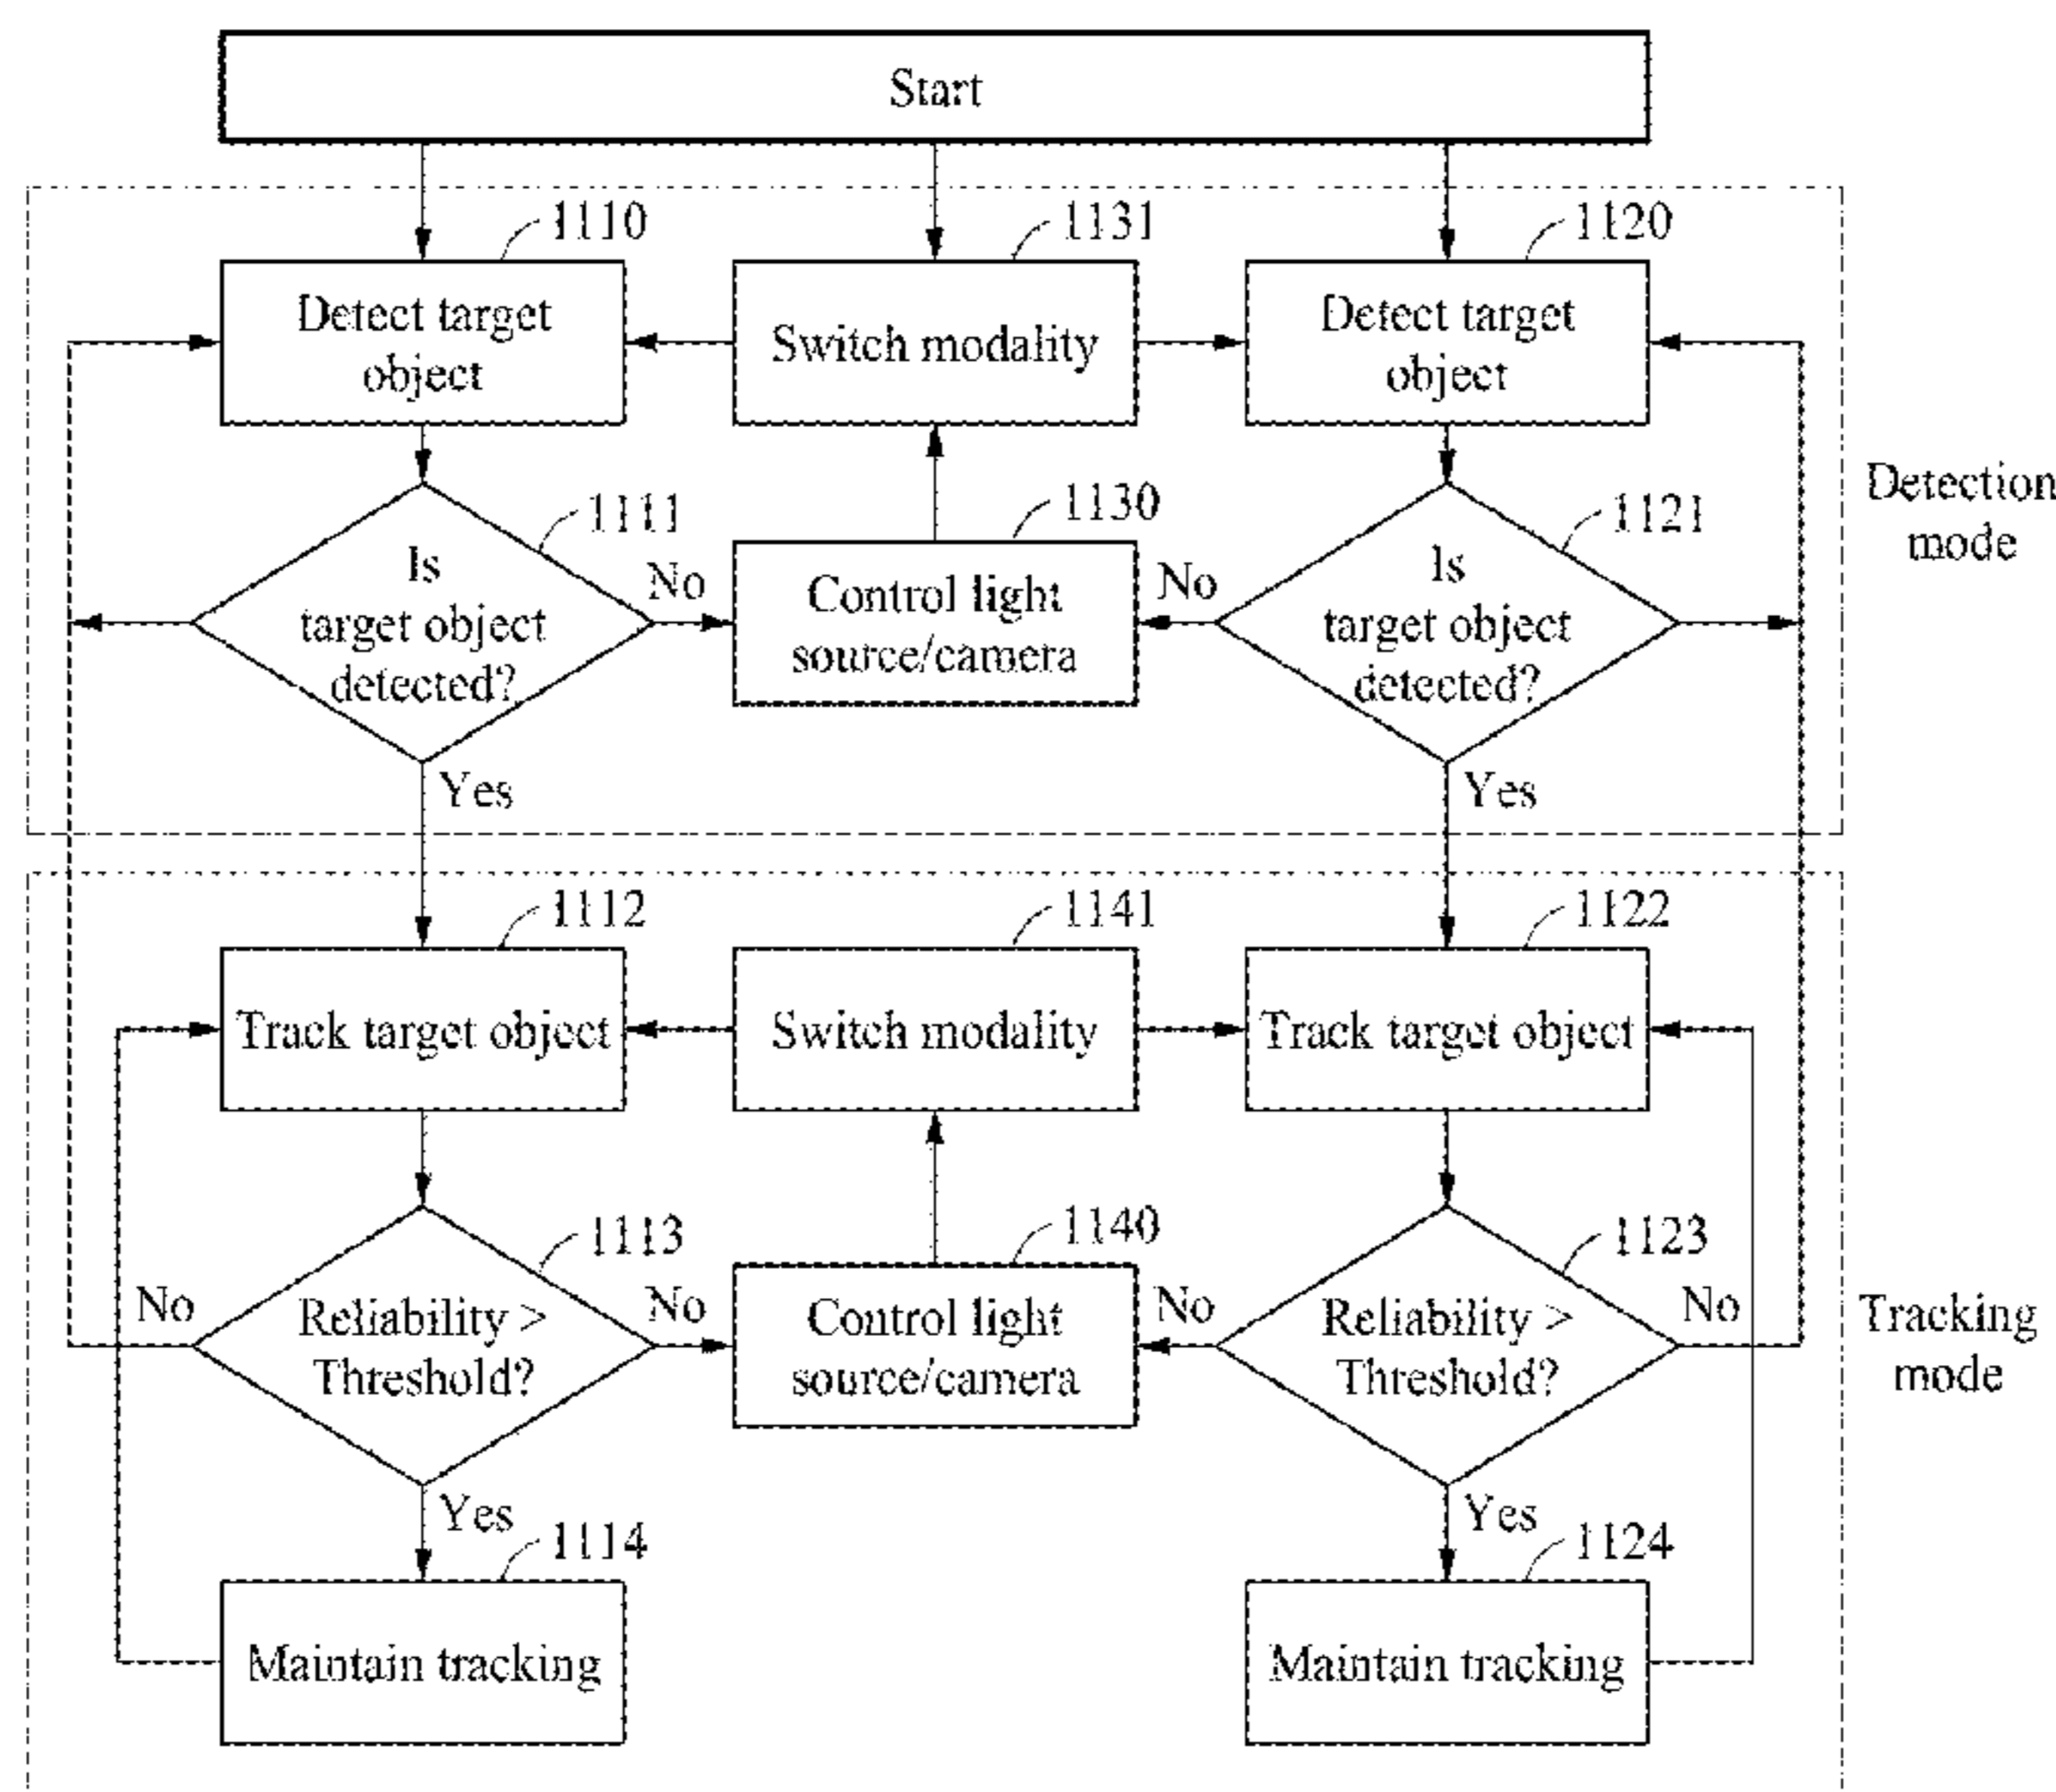 Start
1110
1131
1120
Detect target
object
Switch modality
Detect target
object
1111
1130
1121
Detection
mode
Is
target object
detected?
No
Control light
source/camera
No
Is
target object
detected?
Yes
Yes
1112
1141
1122
Track target object
Switch modality
Track target object
1113
1140
1123
No
Reliability >
Threshold?
No
Control light
source/camera
No
Reliability >
Threshold?
No
Tracking
mode
Yes
Yes
1114
1124
Maintain tracking
Maintain tracking